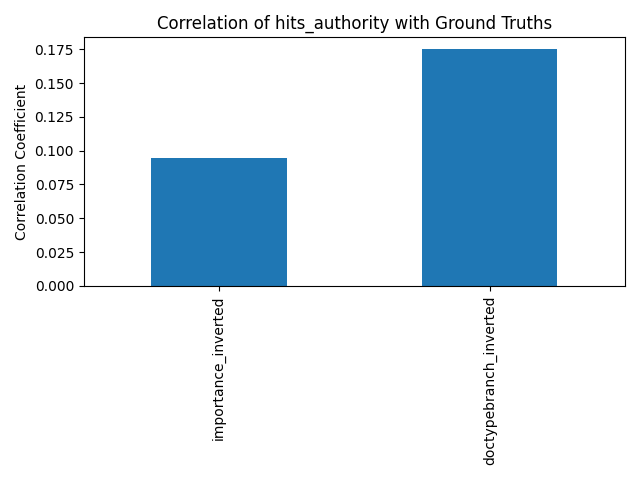 Correlation of hits_authority with Ground Truths
Correlation Coefficient
0.175
0.150
0.125
0.100
0.075
0.050
0.025
0.000
importance_inverted
doctypebranch_inverted